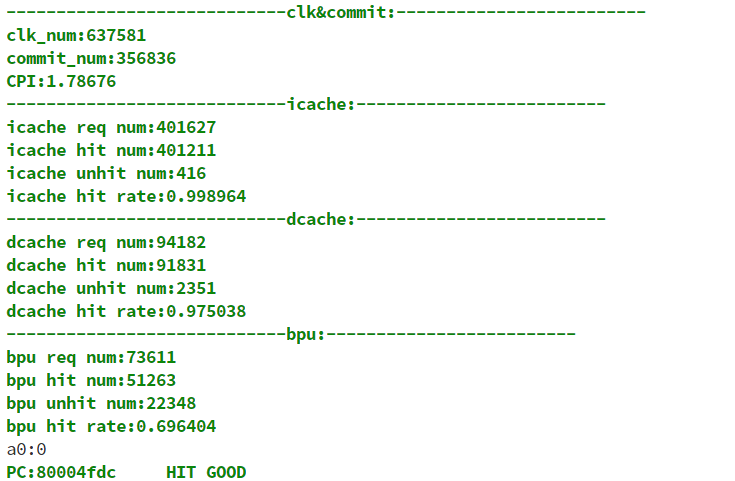 ----------------------------clk&commit:-------------------------
clk_num:637581
commit_num:356836
CPI:1.78676
----------------------------icache:-------------------------
icache req num:401627
icache hit num:401211
icache unhit num:416
icache hit rate:0.998964
----------------------------dcache:-------------------------
dcache req num:94182
dcache hit num:91831
dcache unhit num:2351
dcache hit rate:0.975038
----------------------------bpu:-------------------------
bpu req num:73611
bpu hit num:51263
bpu unhit num:22348
bpu hit rate:0.696404
a0:0
PC:80004fdc     HIT GOOD